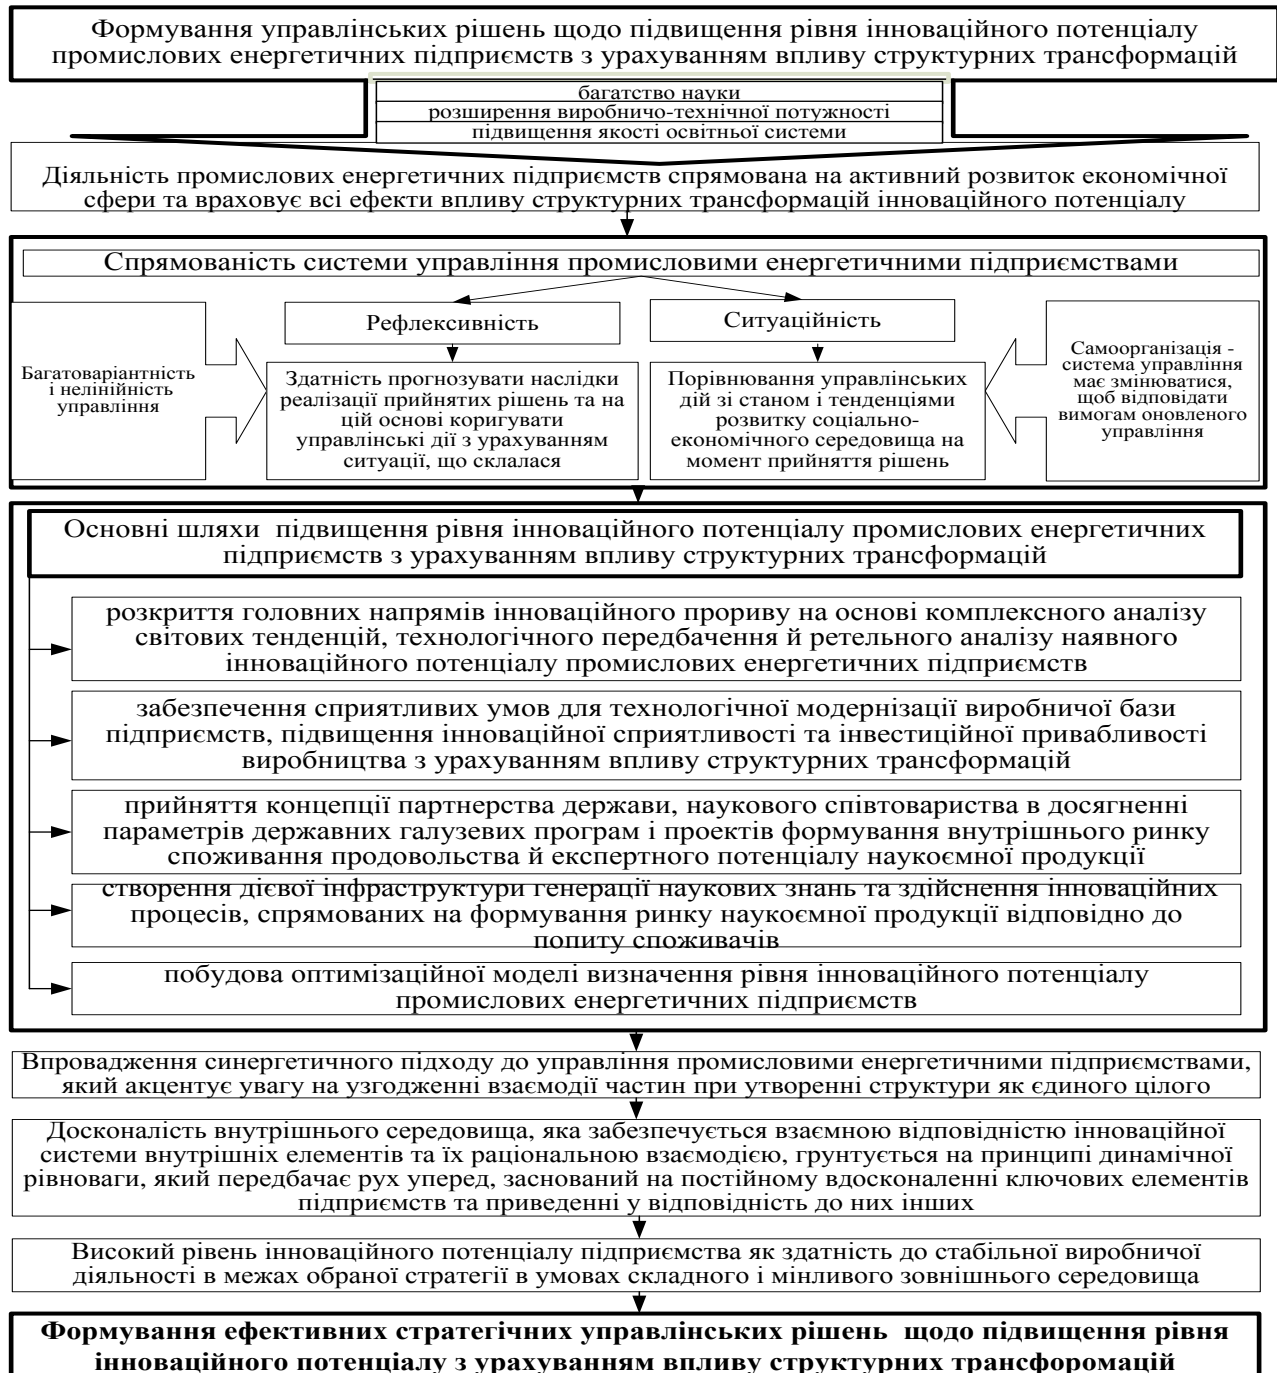 Формування управлінських рішень щодо підвищення рівня інноваційного потенціалу
промислових енергетичних підприємств з урахуванням впливу структурних трансформацій
багатство науки
розширення виробничо-технічної потужності
підвищення якості освітньої системи
Діяльність промислових енергетичних підприємств спрямована на активний розвиток економічної
сфери та враховує всі ефекти впливу структурних трансформацій інноваційного потенціалу
Спрямованість системи управління промисловими енергетичними підприємствами
Рефлексивність
Ситуаційність
Багатоваріантність
і нелінійність
управління
Здатність прогнозувати наслідки
реалізації прийнятих рішень та на
цій основі коригувати
управлінські дії з урахуванням
ситуації, що склалася
Порівнювання управлінських
дій зі станом і тенденціями
розвитку соціально-
економічного середовища на
момент прийняття рішень
Самоорганізація -
система управління
має змінюватися,
щоб відповідати
вимогам оновленого
управління
Основні шляхи  підвищення рівня інноваційного потенціалу промислових енергетичних
підприємств з урахуванням впливу структурних трансформацій
розкриття головних напрямів інноваційного прориву на основі комплексного аналізу
світових тенденцій, технологічного передбачення й ретельного аналізу наявного
інноваційного потенціалу промислових енергетичних підприємств
забезпечення сприятливих умов для технологічної модернізації виробничої бази
підприємств, підвищення інноваційної сприятливості та інвестиційної привабливості
виробництва з урахуванням впливу структурних трансформацій
прийняття концепції партнерства держави, наукового співтовариства в досягненні
параметрів державних галузевих програм і проектів формування внутрішнього ринку
споживання продовольства й експертного потенціалу наукоємної продукції
створення дієвої інфраструктури генерації наукових знань та здійснення інноваційних
процесів, спрямованих на формування ринку наукоємної продукції відповідно до
попиту споживачів
побудова оптимізаційної моделі визначення рівня інноваційного потенціалу
промислових енергетичних підприємств
Впровадження синергетичного підходу до управління промисловими енергетичними підприємствами,
який акцентує увагу на узгодженні взаємодії частин при утворенні структури як єдиного цілого
Досконалість внутрішнього середовища, яка забезпечується взаємною відповідністю інноваційної
системи внутрішніх елементів та їх раціональною взаємодією, грунтується на принципі динамічної
рівноваги, який передбачає рух уперед, заснований на постійному вдосконаленні ключових елементів
підприємств та приведенні у відповідність до них інших
Високий рівень інноваційного потенціалу підприємства як здатність до стабільної виробничої
діяльності в межах обраної стратегії в умовах складного і мінливого зовнішнього середовища
Формування ефективних стратегічних управлінських рішень  щодо підвищення рівня
інноваційного потенціалу з урахуванням впливу структурних трансфоромацій